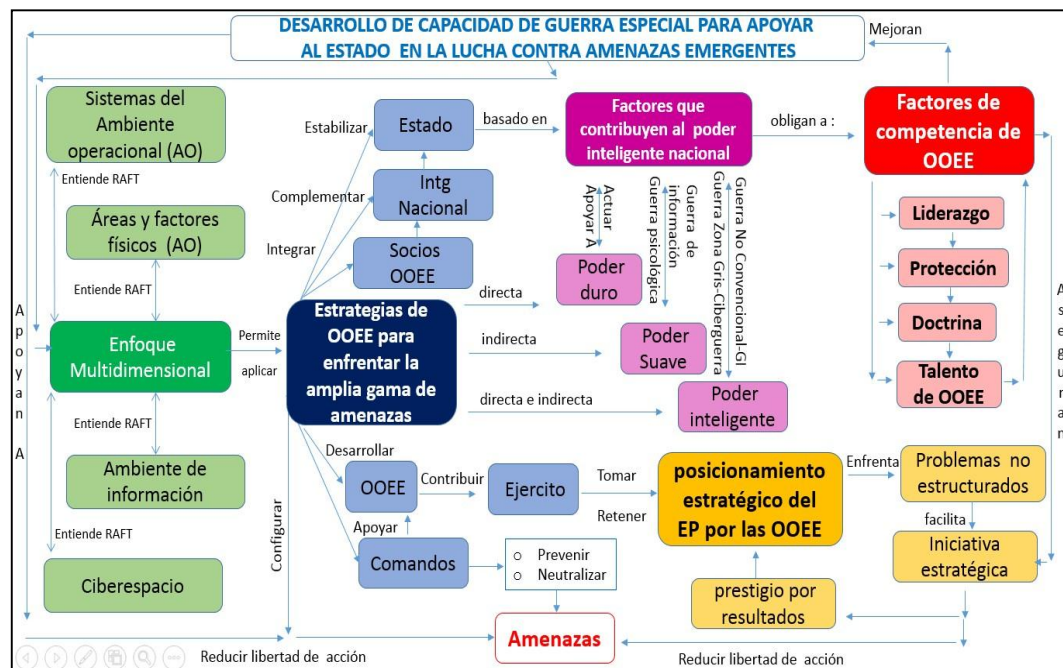 DESARROLLO DE CAPACIDAD DE GUERRA ESPECIAL PARA APOYAR
AL ESTADO EN LA LUCHA CONTRA AMENAZAS EMERGENTES
Mejoran
Sistemas del
Ambiente
operacional (AO)
Entiende RAFT
Áreas y factores
físicos (AO)
Entiende RAFT
Enfoque
Multidimensional
Entiende RAFT
Ambiente de
información
Entiende RAFT
Ciberespacio
Apoyan A
Permite
aplicar
Estabilizar
Complementar
Integrar
Estado
Intg
Nacional
Socios
OOEE
basado en
Factores que
contribuyen al poder
inteligente nacional
obligan a :
Factores de
competencia de
OOEE
Liderazgo
Protección
Doctrina
Talento
de OOEE
Aseguran
Actuar
Apoyar A
Guerra de
información
Guerra psicológica
Guerra No Convencional-GI
Guerra Zona Gris-Ciberguerra
Estrategias de
OOEE para
enfrentar la
amplia gama de
amenazas
directa
Poder
duro
indirecta
Poder
Suave
directa e indirecta
Poder
inteligente
Desarrollar
OOEE
Contribuir
Ejercito
Tomar
Retener
Apoyar
Comandos
Prevenir
Neutralizar
Configurar
posicionamiento
estratégico del
EP por las OOEE
Enfrenta
Problemas no
estructurados
facilita
Iniciativa
estratégica
prestigio por
resultados
Amenazas
Reducir libertad de acción
Reducir libertad de acción